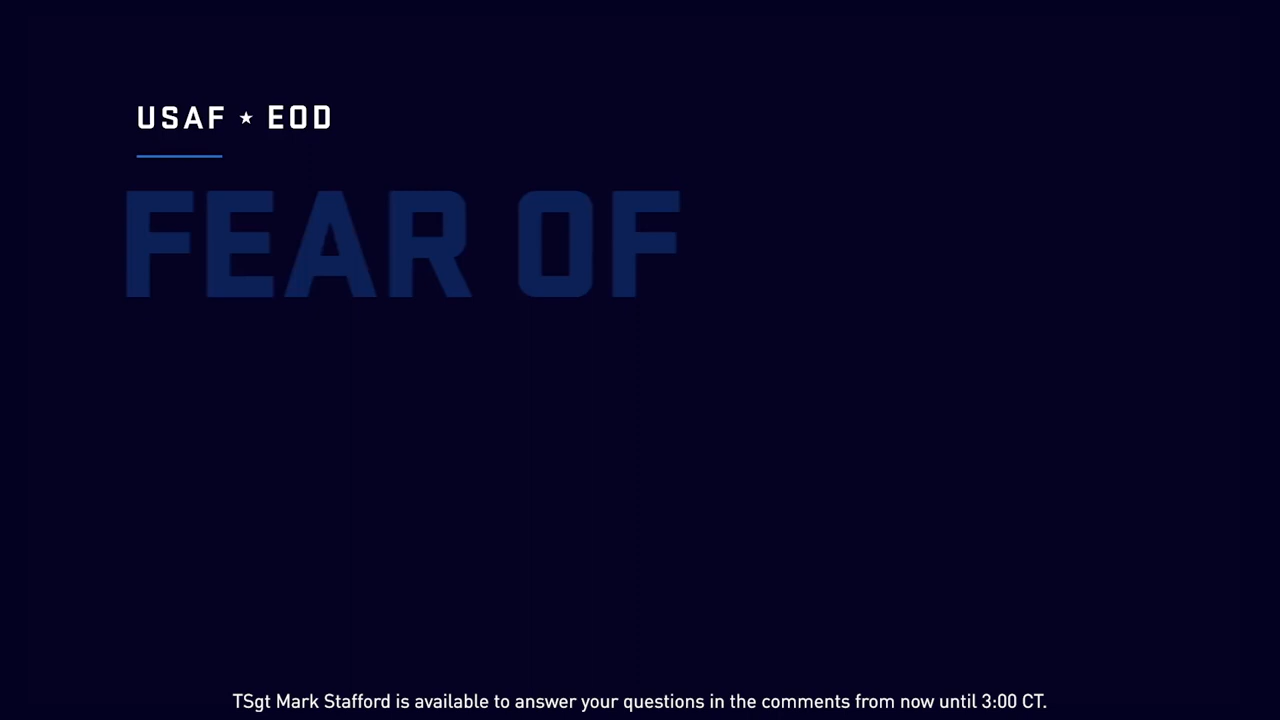 USAF ★ EOD
FEAR OF
TSgt Mark Stafford is available to answer your questions in the comments from now until 3:00 CT.